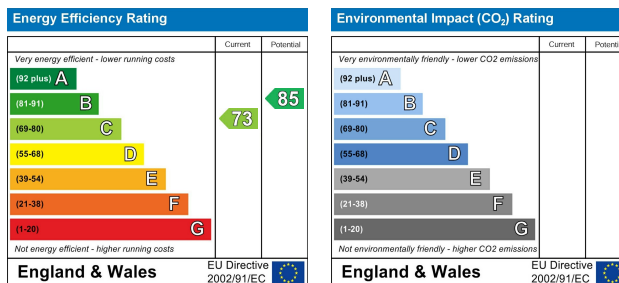 Energy Efficiency Rating
Current Potential
Very energy efficient - lower running costs
(92 plus) A
(81-91) B
(69-80) C
(55-68) D
(39-54) E
(21-38) F
(1-20) G
73
85
Not energy efficient - higher running costs
England & Wales
EU Directive
2002/91/EC
Environmental Impact (CO₂) Rating
Current Potential
Very environmentally friendly - lower CO2 emissions
(92 plus) A
(81-91) B
(69-80) C
(55-68) D
(39-54) E
(21-38) F
(1-20) G
Not environmentally friendly - higher CO2 emissions
England & Wales
EU Directive
2002/91/EC